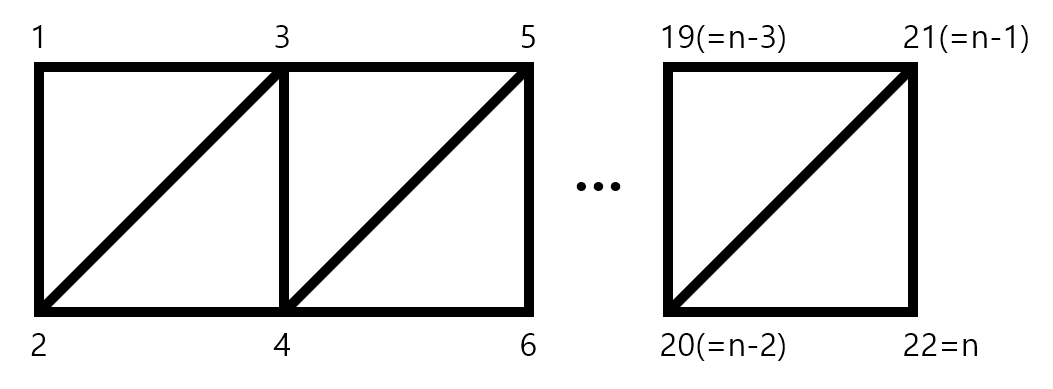 1 3 5 19(=n-3) 21(=n-1)
...
2 4 6 20(=n-2) 22=n